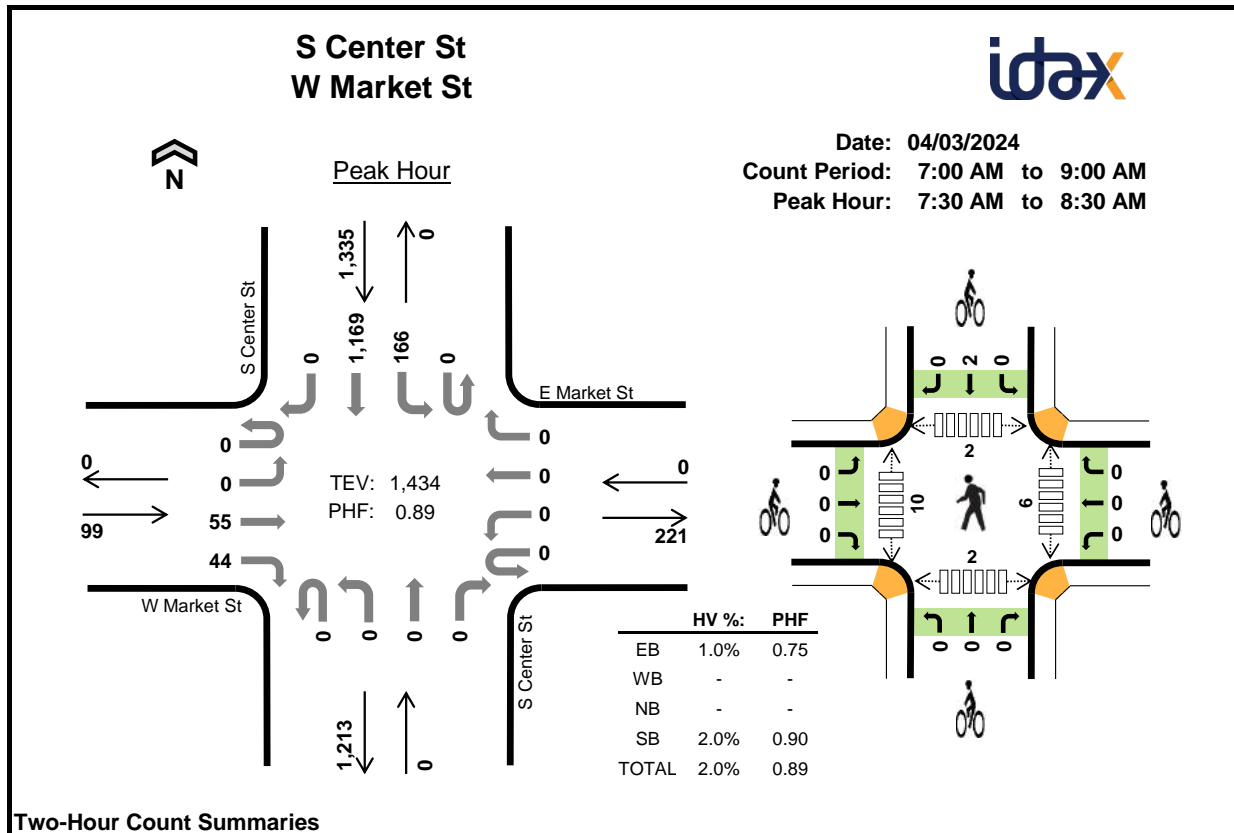 S Center St
W Market St
idax
Date: 04/03/2024
Count Period: 7:00 AM to 9:00 AM
Peak Hour: 7:30 AM to 8:30 AM
N
Peak Hour
1,335
0
S Center St
0
1,169
166
0
E Market St
0
0
55
44
0
99
W Market St
TEV: 1,434
PHF: 0.89
0
0
0
0
0
221
0
0
0
0
S Center St
1,213
0
HV %: PHF
EB 1.0% 0.75
WB - -
NB - -
SB 2.0% 0.90
TOTAL 2.0% 0.89
0 2 0
2
0
0
0
10
6
0
0
0
2
0 0 0
Two-Hour Count Summaries